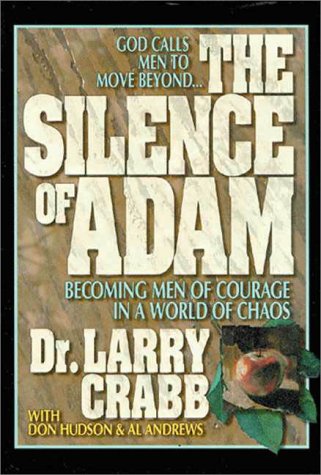 GOD CALLS
MEN TO
MOVE BEYOND...
THE
SILENCE
OF ADAM
BECOMING MEN OF COURAGE
IN A WORLD OF CHAOS
Dr. LARRY
CRABB
WITH
DON HUDSON & AL ANDREWS